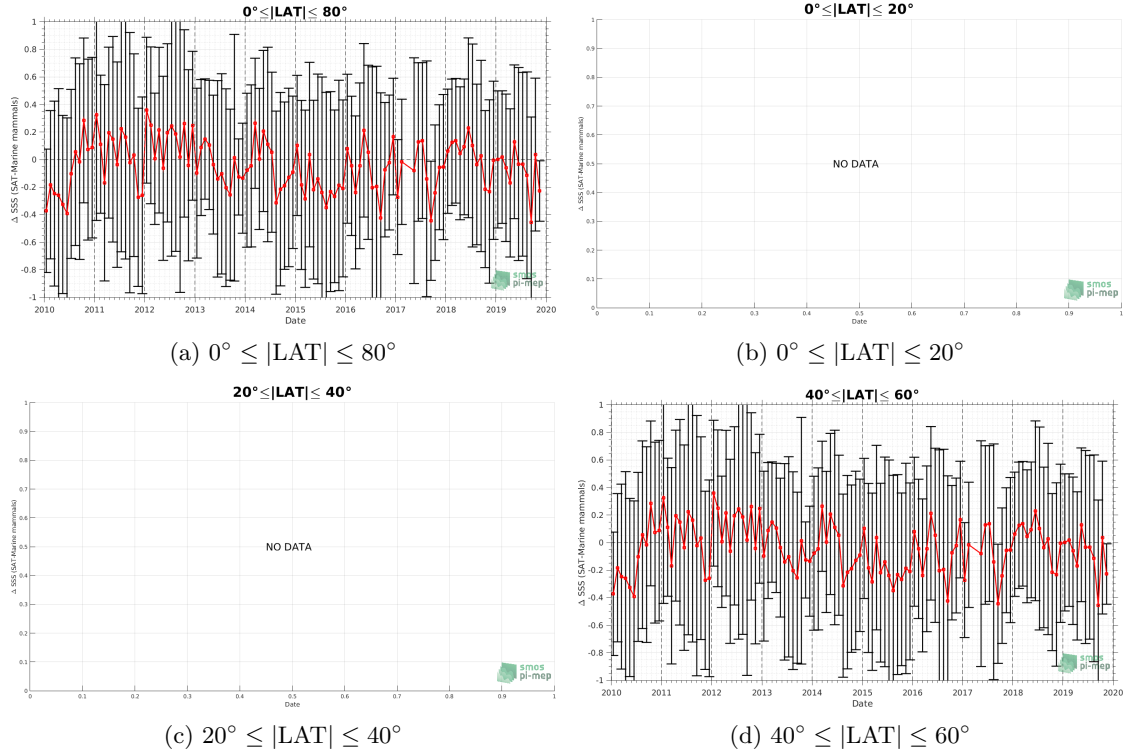 0°≤|LAT|≤ 80°
Δ SSS (SAT-Marine mammals)
1
0.8
0.6
0.4
0.2
0
-0.2
-0.4
-0.6
-0.8
-1
2010 2011 2012 2013 2014 2015 2016 2017 2018 2019 2020
Date
smos
pi-mep
(a) 0° ≤ |LAT| ≤ 80°
0°≤|LAT|≤ 20°
Δ SSS (SAT-Marine mammals)
1
0.9
0.8
0.7
0.6
0.5
0.4
0.3
0.2
0.1
0
NO DATA
0 0.1 0.2 0.3 0.4 0.5 0.6 0.7 0.8 0.9 1
Date
smos
pi-mep
(b) 0° ≤ |LAT| ≤ 20°
20°≤|LAT|≤ 40°
Δ SSS (SAT-Marine mammals)
1
0.9
0.8
0.7
0.6
0.5
0.4
0.3
0.2
0.1
0
NO DATA
0 0.1 0.2 0.3 0.4 0.5 0.6 0.7 0.8 0.9 1
Date
smos
pi-mep
(c) 20° ≤ |LAT| ≤ 40°
40°≤|LAT|≤ 60°
Δ SSS (SAT-Marine mammals)
1
0.8
0.6
0.4
0.2
0
-0.2
-0.4
-0.6
-0.8
-1
2010 2011 2012 2013 2014 2015 2016 2017 2018 2019 2020
Date
smos
pi-mep
(d) 40° ≤ |LAT| ≤ 60°